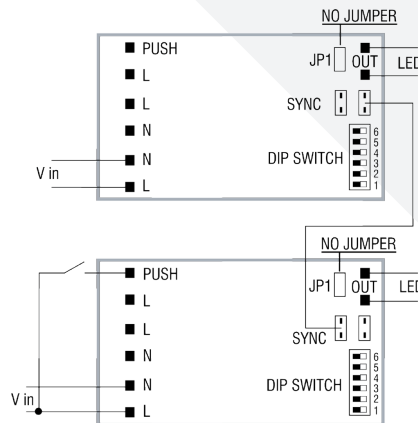 NO JUMPER
PUSH
JP1 OUT LED
L
L
SYNC
N
DIP SWITCH
6
5
4
3
2
1
N
V in
L
NO JUMPER
PUSH
JP1 OUT LED
L
L
SYNC
N
DIP SWITCH
6
5
4
3
2
1
N
V in
L